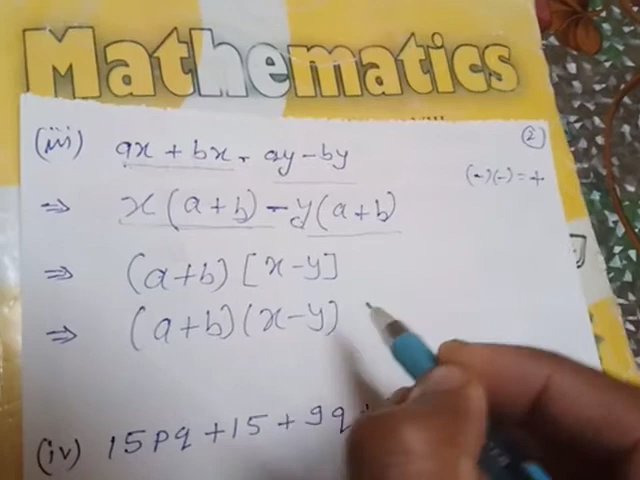 Mathematics
(iii) ax + bx - ay - by
②
(-)(-) = +
⇒ x(a+b) - y(a+b)
⇒ (a+b) [x-y]
⇒ (a+b)(x-y)
(iv) 15pq + 15 + 9q